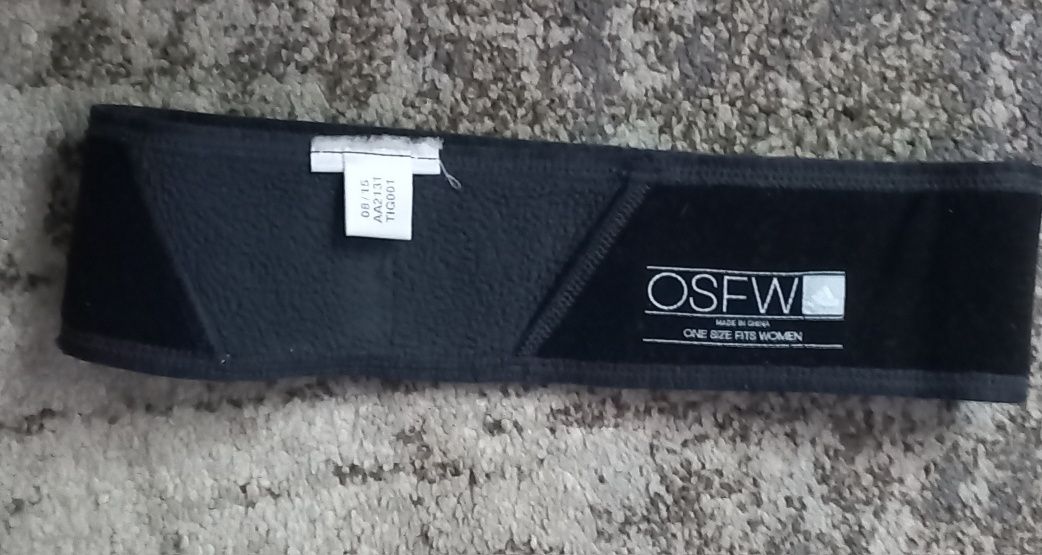 08/15
AA2131
TIG001
OSFW
MADE IN CHINA
ONE SIZE FITS WOMEN